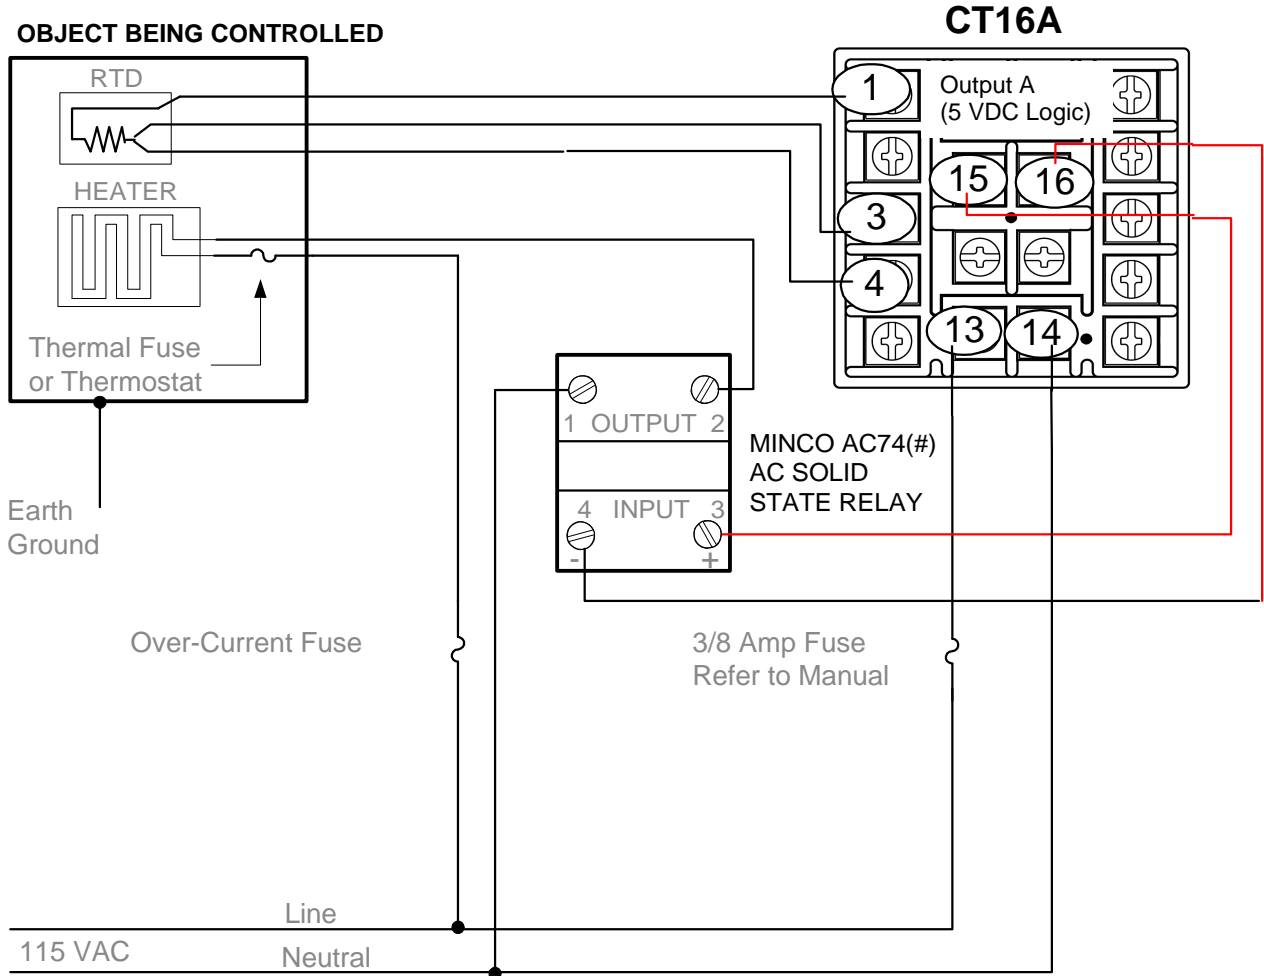 CT16A
OBJECT BEING CONTROLLED
RTD
HEATER
Thermal Fuse
or Thermostat
Earth
Ground
1
Output A
(5 VDC Logic)
15
16
3
4
13
14
1 OUTPUT 2
4 INPUT 3
- +
MINCO AC74(#)
AC SOLID
STATE RELAY
Over-Current Fuse
3/8 Amp Fuse
Refer to Manual
Line
115 VAC
Neutral